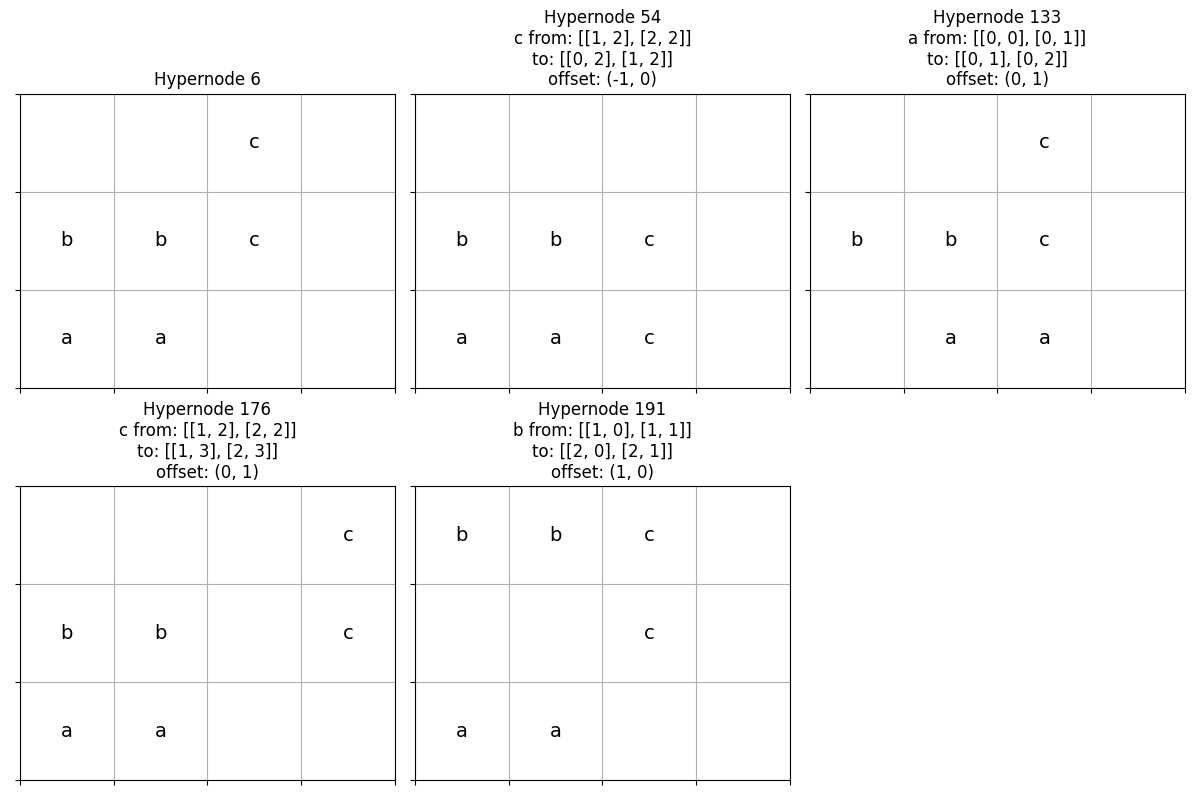 Hypernode 6
c
b b c
a a
Hypernode 54
c from: [[1, 2], [2, 2]]
to: [[0, 2], [1, 2]]
offset: (-1, 0)
b b c
a a c
Hypernode 133
a from: [[0, 0], [0, 1]]
to: [[0, 1], [0, 2]]
offset: (0, 1)
c
b b c
a a
Hypernode 176
c from: [[1, 2], [2, 2]]
to: [[1, 3], [2, 3]]
offset: (0, 1)
c
b b c
a a
Hypernode 191
b from: [[1, 0], [1, 1]]
to: [[2, 0], [2, 1]]
offset: (1, 0)
b b c
c
a a